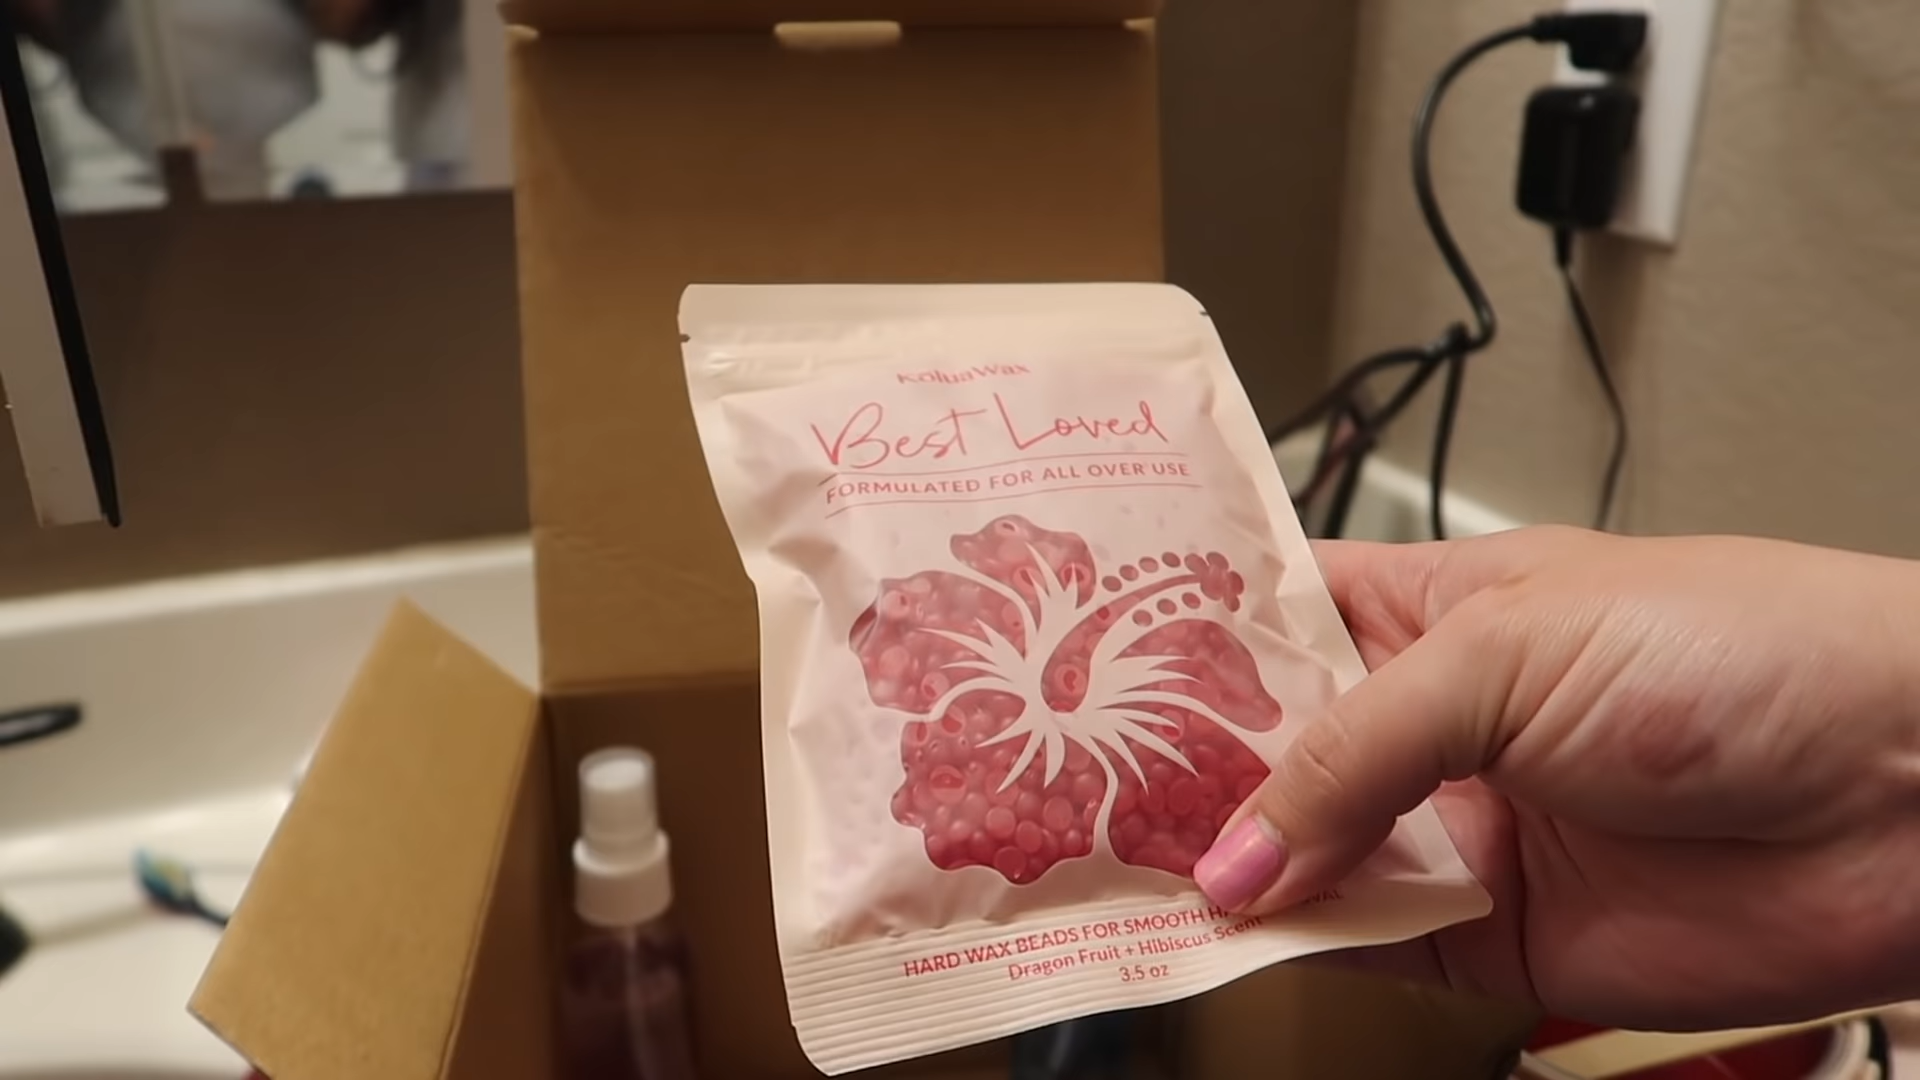 KoluaWax
Best Loved
FORMULATED FOR ALL OVER USE
HARD WAX BEADS FOR SMOOTH
Dragon Fruit + Hibiscus Scent
3.5 oz